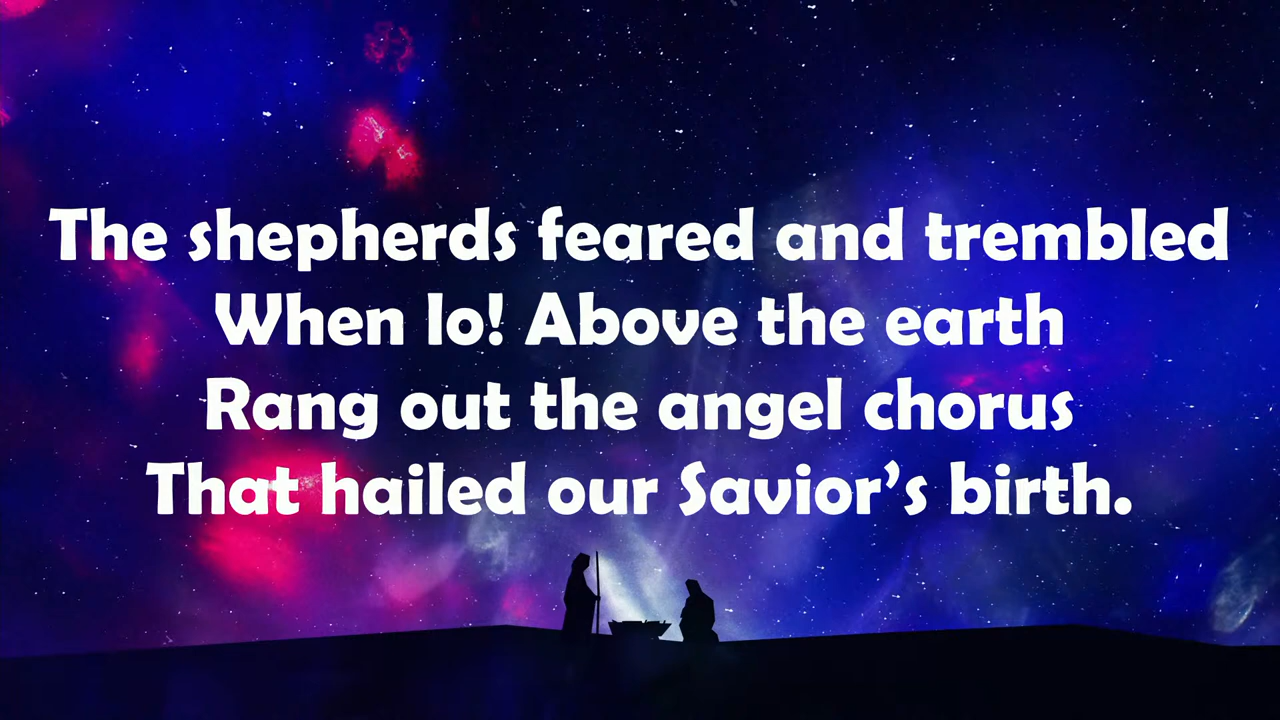 The shepherds feared and trembled
When lo! Above the earth
Rang out the angel chorus
That hailed our Savior’s birth.